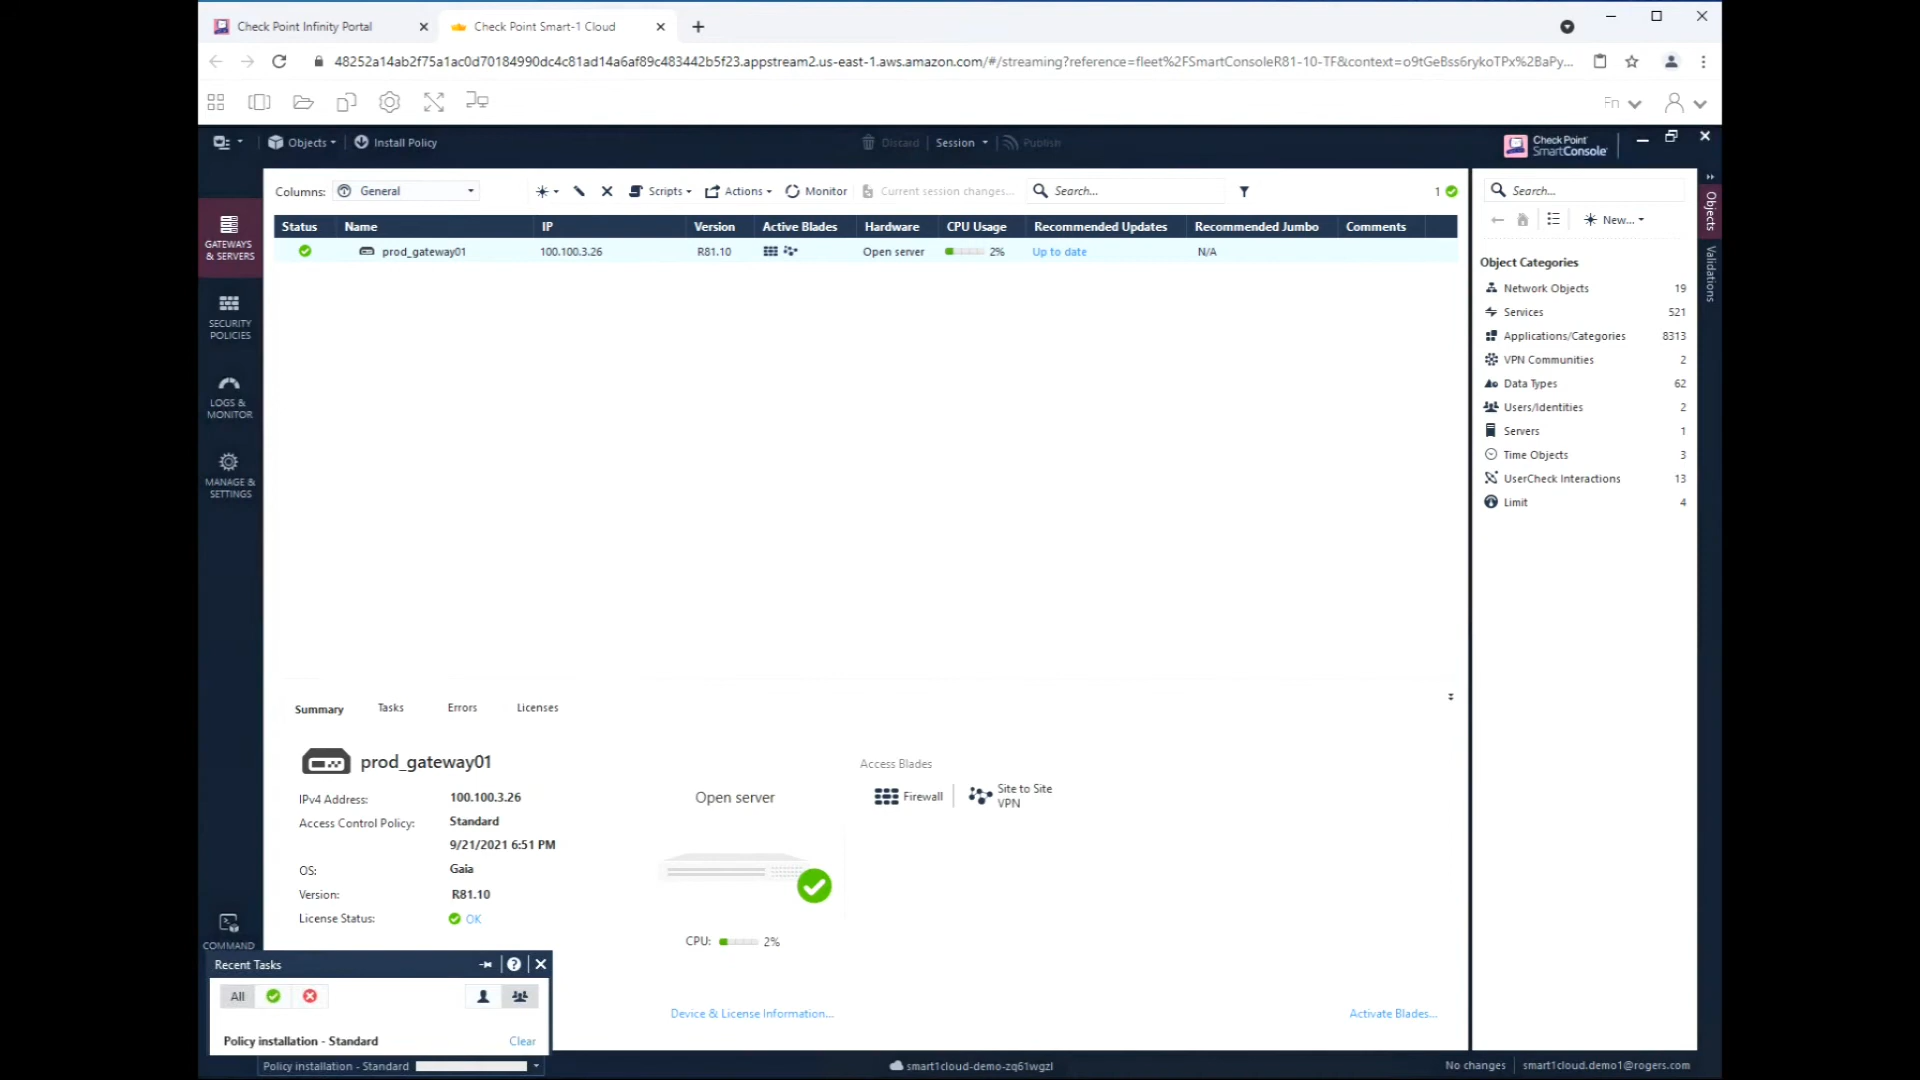 Check Point Infinity Portal
Check Point Smart-1 Cloud
48252a14ab2f75a1ac0d70184990dc4c81ad14a6af89c483442b5f23.appstream2.us-east-1.aws.amazon.com/#/streaming?reference=fleet%2FSmartConsoleR81-10-TF&context=o9tGeBss6rykoTPx%2BaPy...
Fn
Objects
Install Policy
Discard
Session
Publish
Check Point
SmartConsole
Columns:
General
Scripts
Actions
Monitor
Current session changes...
Search...
1
Status Name IP Version Active Blades Hardware CPU Usage Recommended Updates Recommended Jumbo Comments
prod_gateway01 100.100.3.26 R81.10 Open server 2% Up to date N/A
GATEWAYS
& SERVERS
SECURITY
POLICIES
LOGS &
MONITOR
MANAGE &
SETTINGS
COMMAND
Search...
New...
Object Categories
Network Objects 19
Services 521
Applications/Categories 8313
VPN Communities 2
Data Types 62
Users/Identities 2
Servers 1
Time Objects 3
UserCheck Interactions 13
Limit 4
Objects
Validations
Summary Tasks Errors Licenses
prod_gateway01
IPv4 Address: 100.100.3.26
Access Control Policy: Standard
9/21/2021 6:51 PM
OS: Gaia
Version: R81.10
License Status: OK
Open server
CPU: 2%
Access Blades
Firewall
Site to Site
VPN
Device & License Information...
Activate Blades...
Recent Tasks
All
Policy installation - Standard
Clear
Policy installation - Standard
smart1cloud-demo-zq61wgzl
No changes
smart1cloud.demo1@rogers.com